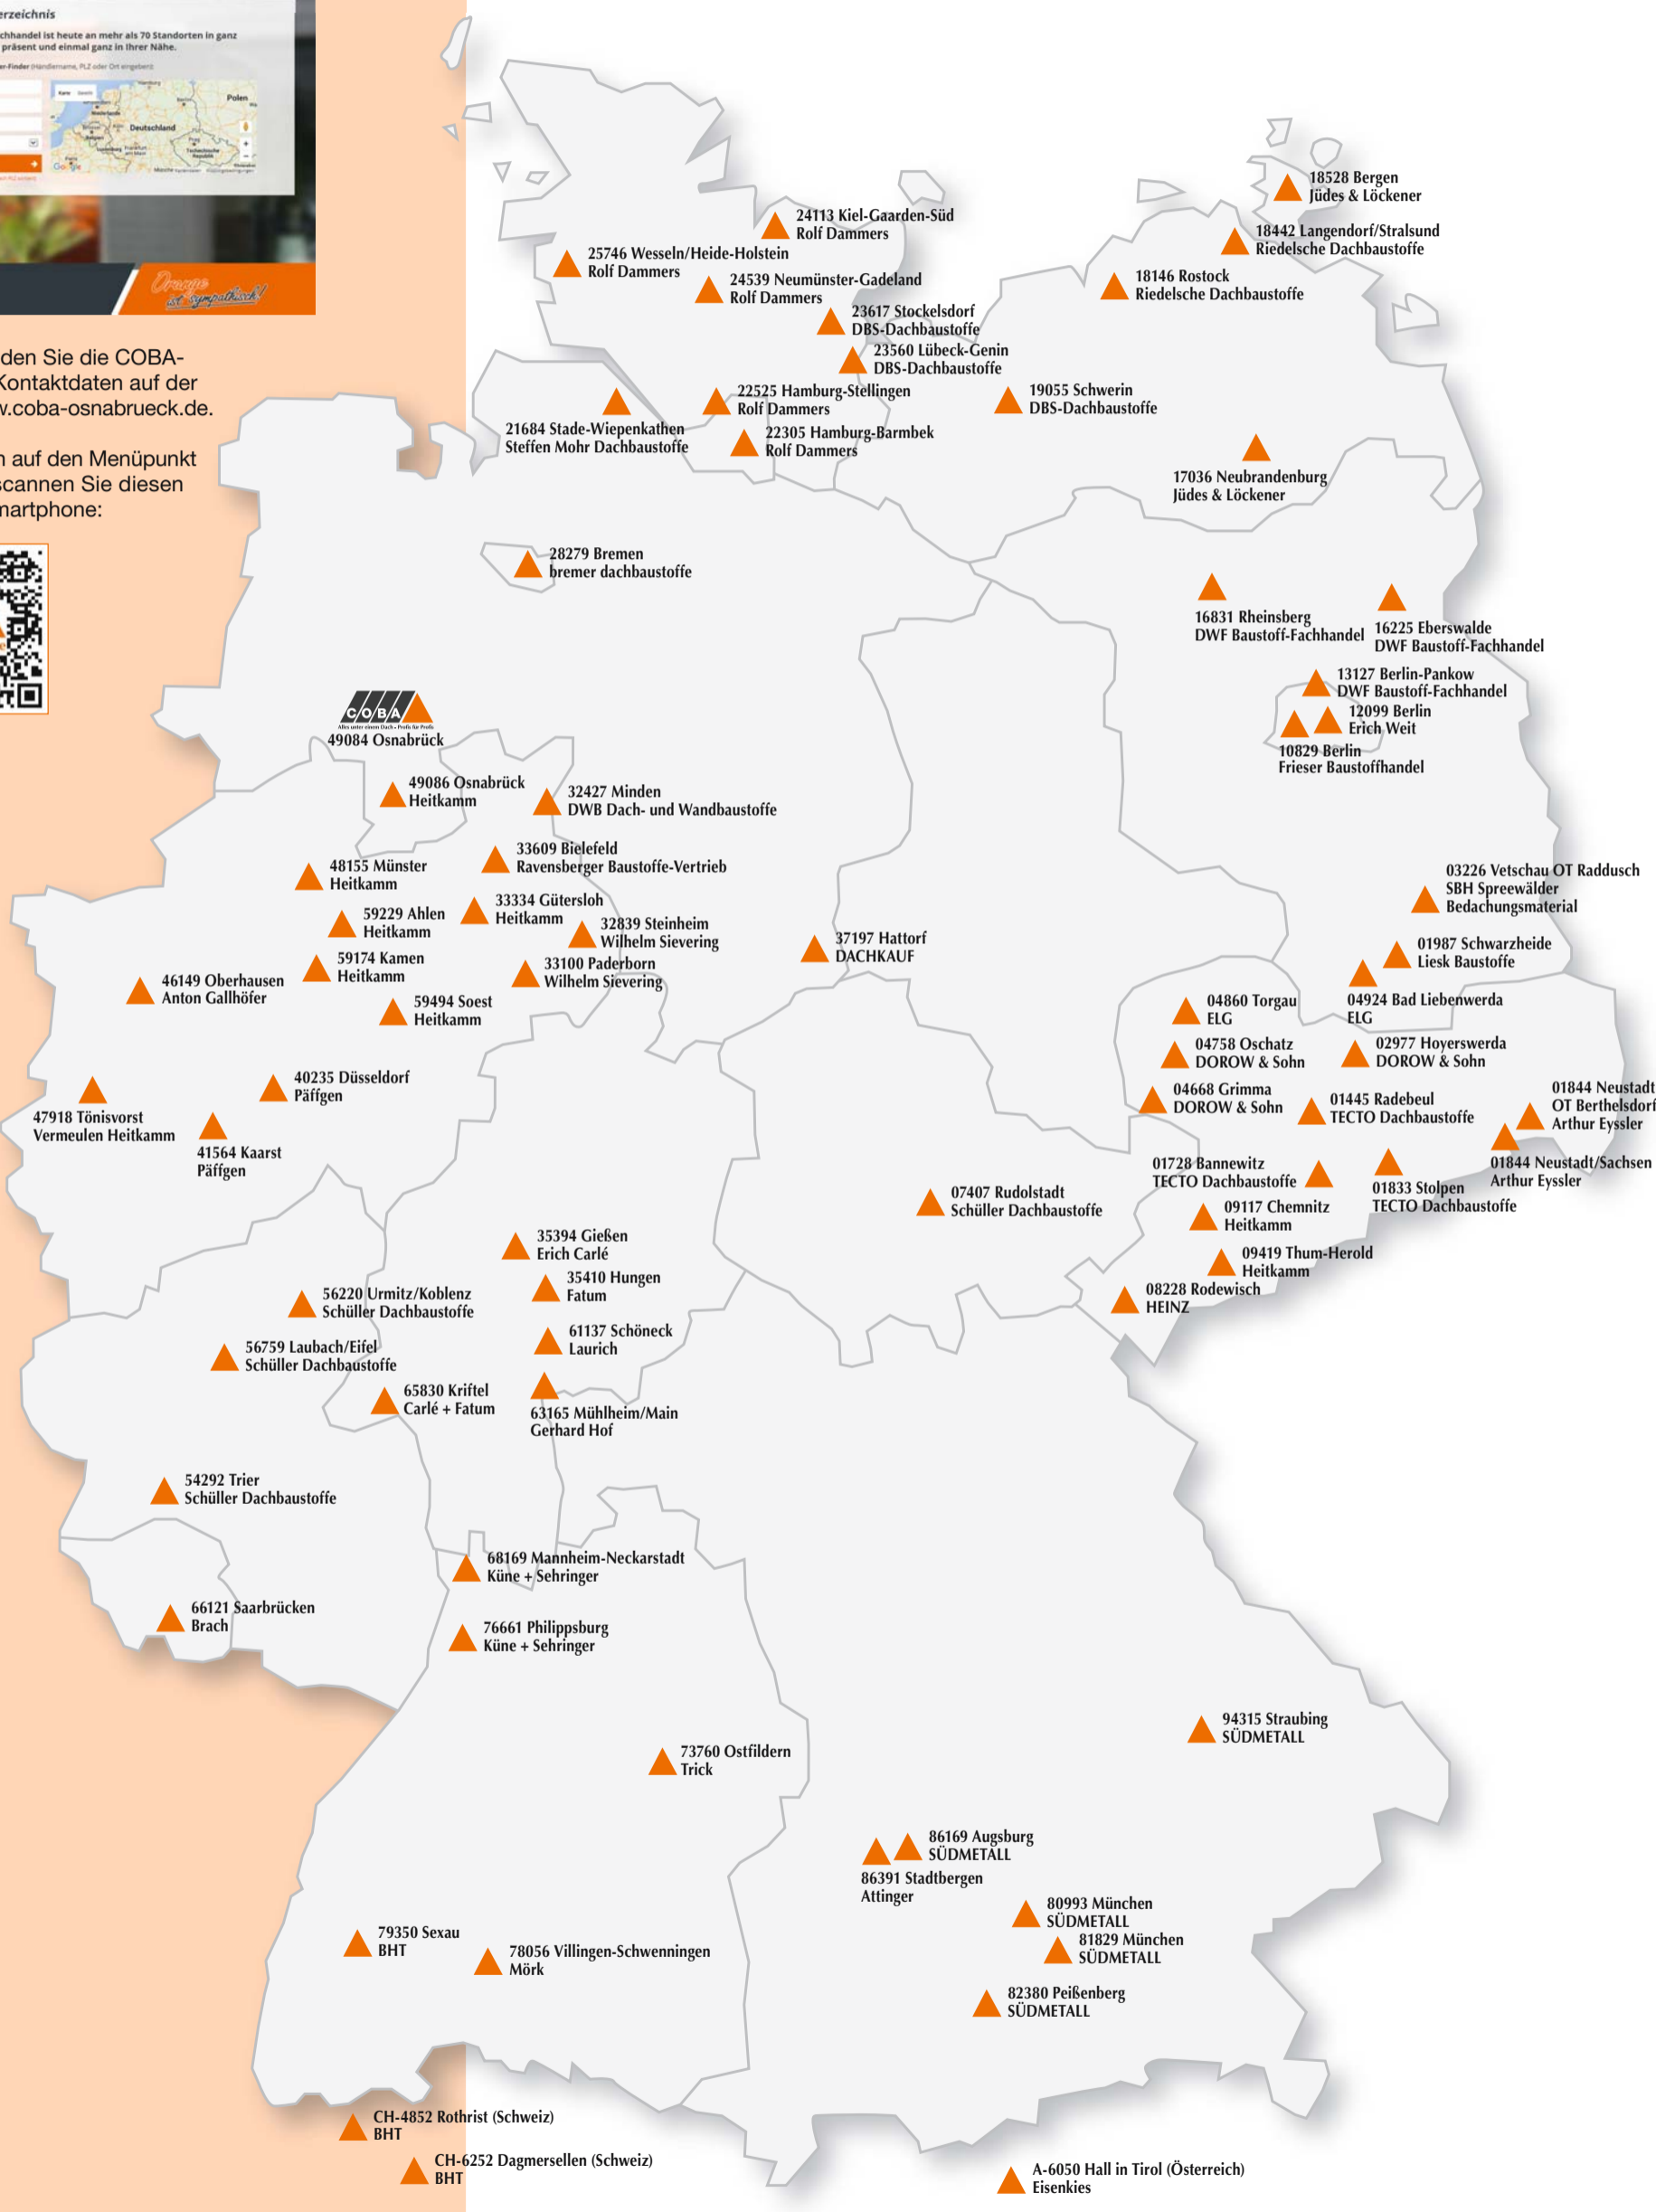 erzeichnis
chhandel ist heute an mehr als 70 Standorten in ganz
präsent und einmal ganz in Ihrer Nähe.
er-Finder (Händlername, PLZ oder Ort eingeben):
Karte
Hamburg
Polen
Deutschland
Google
Orange
ist sympathisch!
den Sie die COBA-
Kontaktdaten auf der
w.coba-osnabrueck.de.
n auf den Menüpunkt
scannen Sie diesen
martphone:
18528 Bergen
Jüdes & Löckener
24113 Kiel-Gaarden-Süd
Rolf Dammers
18442 Langendorf/Stralsund
Riedelsche Dachbaustoffe
25746 Wesseln/Heide-Holstein
Rolf Dammers
24539 Neumünster-Gadeland
Rolf Dammers
18146 Rostock
Riedelsche Dachbaustoffe
23617 Stockelsdorf
DBS-Dachbaustoffe
23560 Lübeck-Genin
DBS-Dachbaustoffe
22525 Hamburg-Stellingen
Rolf Dammers
19055 Schwerin
DBS-Dachbaustoffe
21684 Stade-Wiepenkathen
Steffen Mohr Dachbaustoffe
22305 Hamburg-Barmbek
Rolf Dammers
17036 Neubrandenburg
Jüdes & Löckener
28279 Bremen
bremer dachbaustoffe
16831 Rheinsberg
DWF Baustoff-Fachhandel
16225 Eberswalde
DWF Baustoff-Fachhandel
13127 Berlin-Pankow
DWF Baustoff-Fachhandel
12099 Berlin
Erich Weit
10829 Berlin
Frieser Baustoffhandel
COBA
Alles unter einem Dach • Profis für Profis
49084 Osnabrück
49086 Osnabrück
Heitkamm
32427 Minden
DWB Dach- und Wandbaustoffe
33609 Bielefeld
Ravensberger Baustoffe-Vertrieb
48155 Münster
Heitkamm
03226 Vetschau OT Raddusch
SBH Spreewälder
Bedachungsmaterial
33334 Gütersloh
Heitkamm
59229 Ahlen
Heitkamm
32839 Steinheim
Wilhelm Sievering
37197 Hattorf
DACHKAUF
01987 Schwarzheide
Liesk Baustoffe
59174 Kamen
Heitkamm
33100 Paderborn
Wilhelm Sievering
46149 Oberhausen
Anton Gallhöfer
59494 Soest
Heitkamm
04860 Torgau
ELG
04924 Bad Liebenwerda
ELG
04758 Oschatz
DOROW & Sohn
02977 Hoyerswerda
DOROW & Sohn
40235 Düsseldorf
Päffgen
04668 Grimma
DOROW & Sohn
01445 Radebeul
TECTO Dachbaustoffe
01844 Neustadt
OT Berthelsdorf
Arthur Eyssler
47918 Tönisvorst
Vermeulen Heitkamm
41564 Kaarst
Päffgen
01728 Bannewitz
TECTO Dachbaustoffe
01844 Neustadt/Sachsen
Arthur Eyssler
01833 Stolpen
TECTO Dachbaustoffe
07407 Rudolstadt
Schüller Dachbaustoffe
09117 Chemnitz
Heitkamm
35394 Gießen
Erich Carlé
09419 Thum-Herold
Heitkamm
35410 Hungen
Fatum
08228 Rodewisch
HEINZ
56220 Urmitz/Koblenz
Schüller Dachbaustoffe
61137 Schöneck
Laurich
56759 Laubach/Eifel
Schüller Dachbaustoffe
65830 Kriftel
Carlé + Fatum
63165 Mühlheim/Main
Gerhard Hof
54292 Trier
Schüller Dachbaustoffe
68169 Mannheim-Neckarstadt
Küne + Sehringer
66121 Saarbrücken
Brach
76661 Philippsburg
Küne + Sehringer
94315 Straubing
SÜDMETALL
73760 Ostfildern
Trick
86169 Augsburg
SÜDMETALL
86391 Stadtbergen
Attinger
80993 München
SÜDMETALL
79350 Sexau
BHT
81829 München
SÜDMETALL
78056 Villingen-Schwenningen
Mörk
82380 Peißenberg
SÜDMETALL
CH-4852 Rothrist (Schweiz)
BHT
CH-6252 Dagmersellen (Schweiz)
BHT
A-6050 Hall in Tirol (Österreich)
Eisenkies